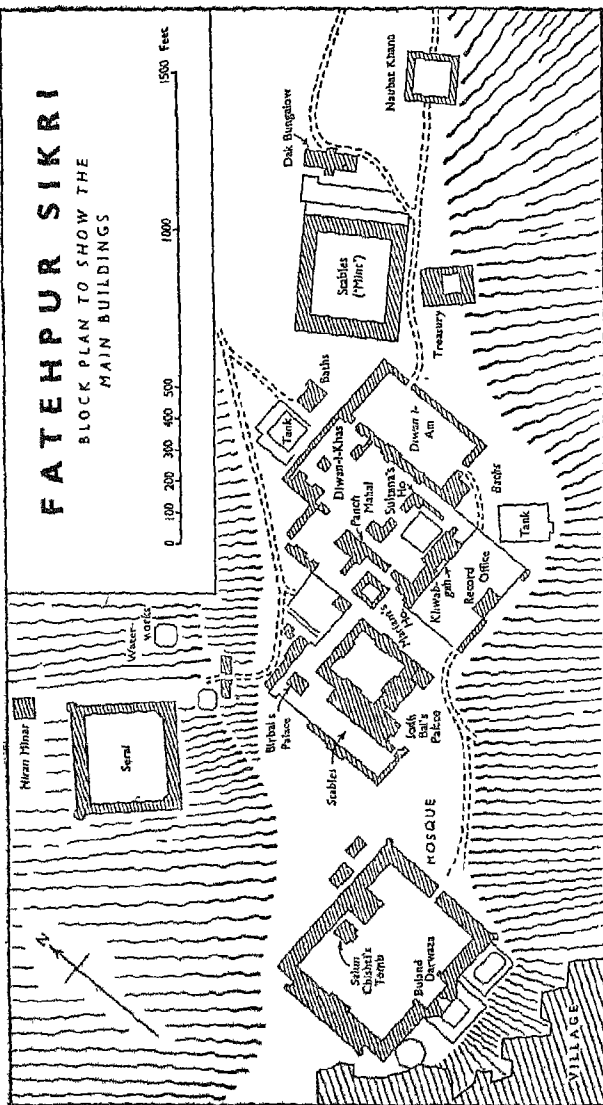 FATEHPUR SIKRI
BLOCK PLAN TO SHOW THE
MAIN BUILDINGS
0 100 200 300 400 500 1000 1500 Feet
Hiran Minar
Serai
Water-
works
N
Birbal's
Palace
Stables
Jodh
Bai's
Palace
Mariam's
Ho.
Panch
Mahal
Diwan-I-Khas
Sultana's
Ho
Khwab-
gah
Record
Office
Diwan I-
Am
Tank
Baths
Baths
Tank
Stables
('Mint')
Dak Bungalow
Treasury
Naubat Khana
MOSQUE
Salim
Chishti's
Tomb
Buland
Darwaza
VILLAGE